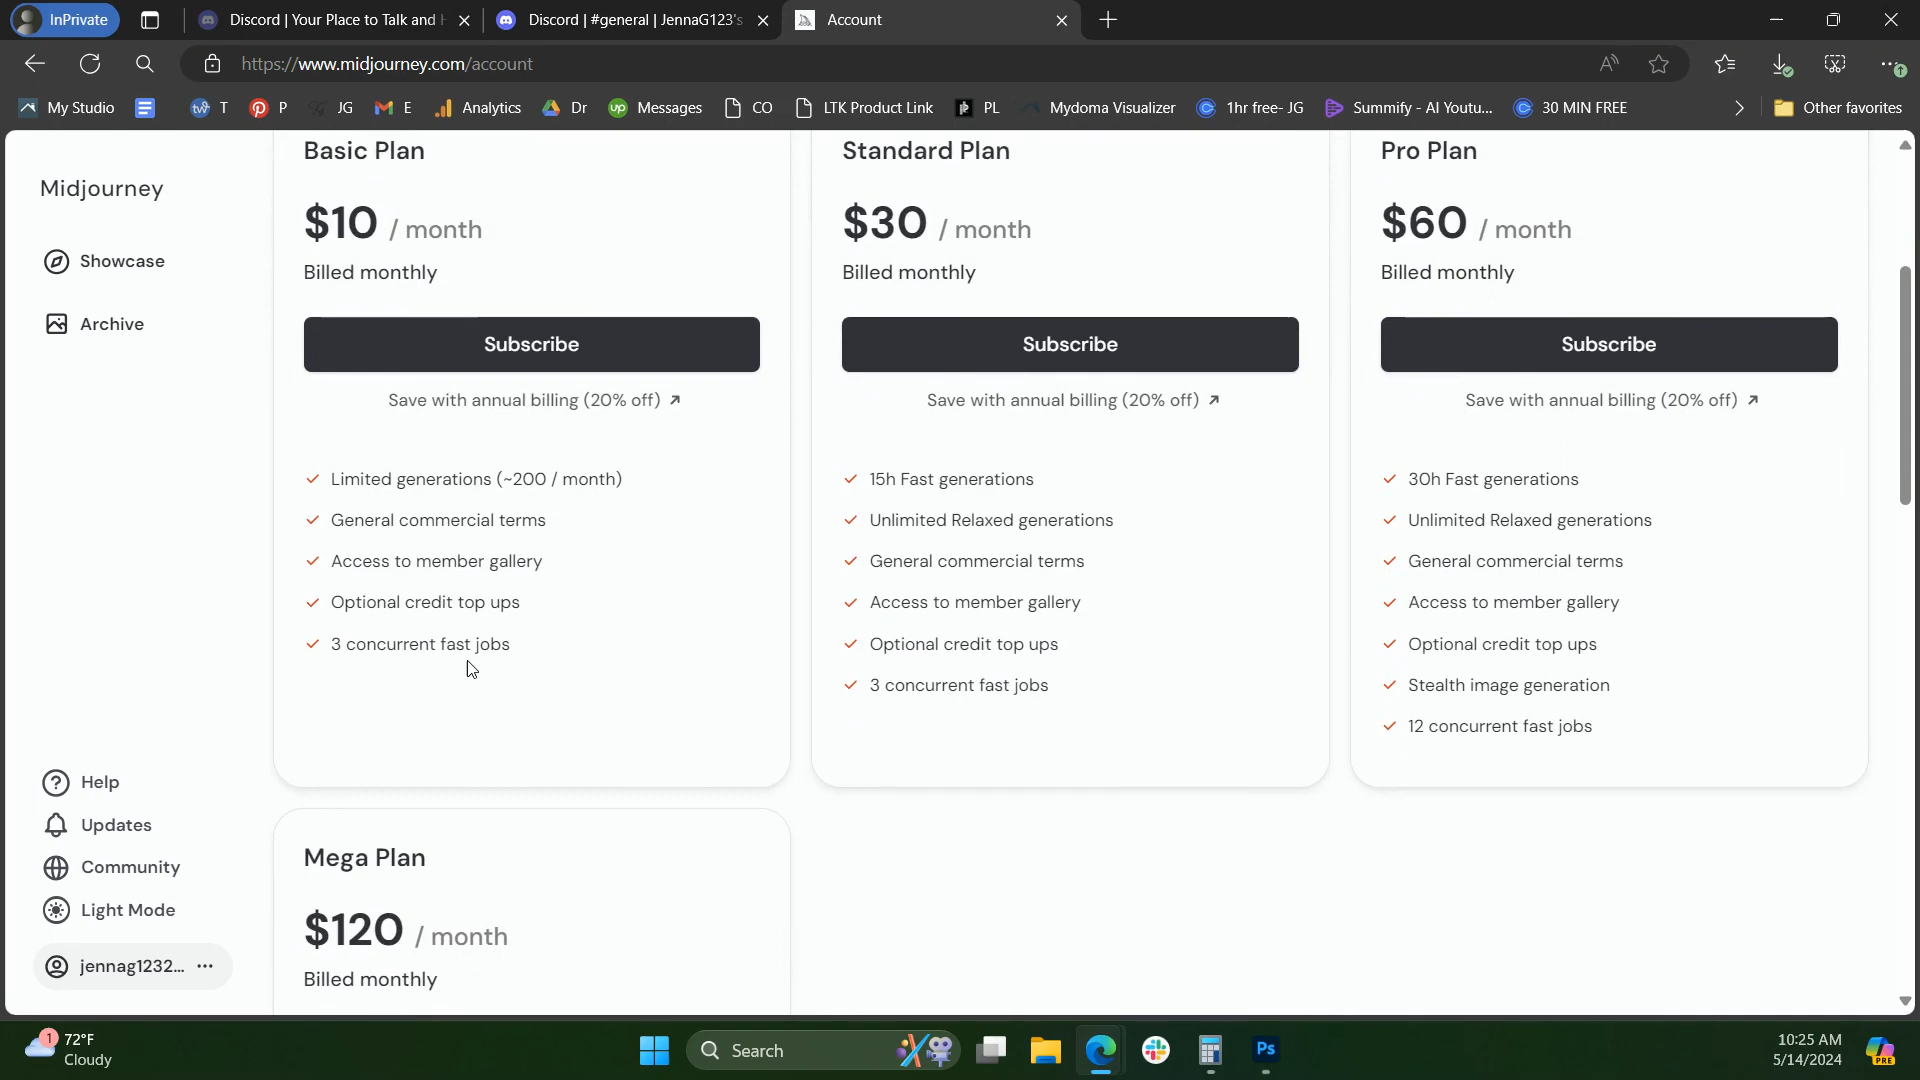 InPrivate
Discord | Your Place to Talk and H
Discord | #general | JennaG123's
Account
https://www.midjourney.com/account
My Studio
T
P
JG
E
Analytics
Dr
Messages
CO
LTK Product Link
PL
Mydoma Visualizer
1hr free- JG
Summify - AI Youtu...
30 MIN FREE
Other favorites
Midjourney
Showcase
Archive
Help
Updates
Community
Light Mode
jennag1232...
Basic Plan
$10 / month
Billed monthly
Subscribe
Save with annual billing (20% off)
Limited generations (~200 / month)
General commercial terms
Access to member gallery
Optional credit top ups
3 concurrent fast jobs
Standard Plan
$30 / month
Billed monthly
Subscribe
Save with annual billing (20% off)
15h Fast generations
Unlimited Relaxed generations
General commercial terms
Access to member gallery
Optional credit top ups
3 concurrent fast jobs
Pro Plan
$60 / month
Billed monthly
Subscribe
Save with annual billing (20% off)
30h Fast generations
Unlimited Relaxed generations
General commercial terms
Access to member gallery
Optional credit top ups
Stealth image generation
12 concurrent fast jobs
Mega Plan
$120 / month
Billed monthly
1
72°F
Cloudy
Search
Ps
10:25 AM
5/14/2024
PRE